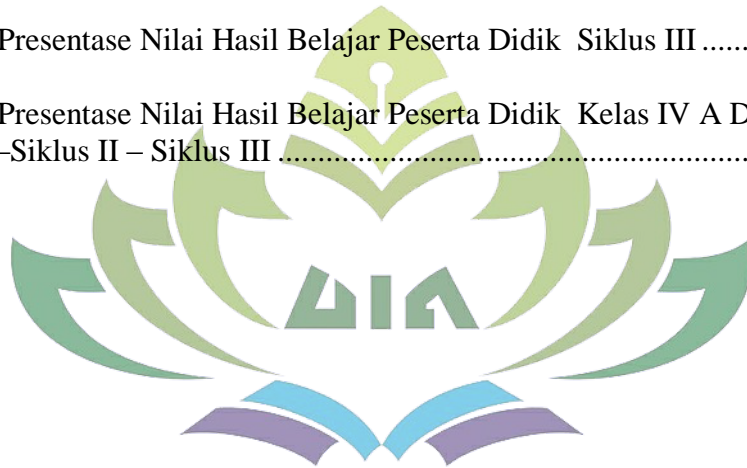 Presentase Nilai Hasil Belajar Peserta Didik Siklus III .......
Presentase Nilai Hasil Belajar Peserta Didik Kelas IV A D
–Siklus II – Siklus III ............................................................
UIN